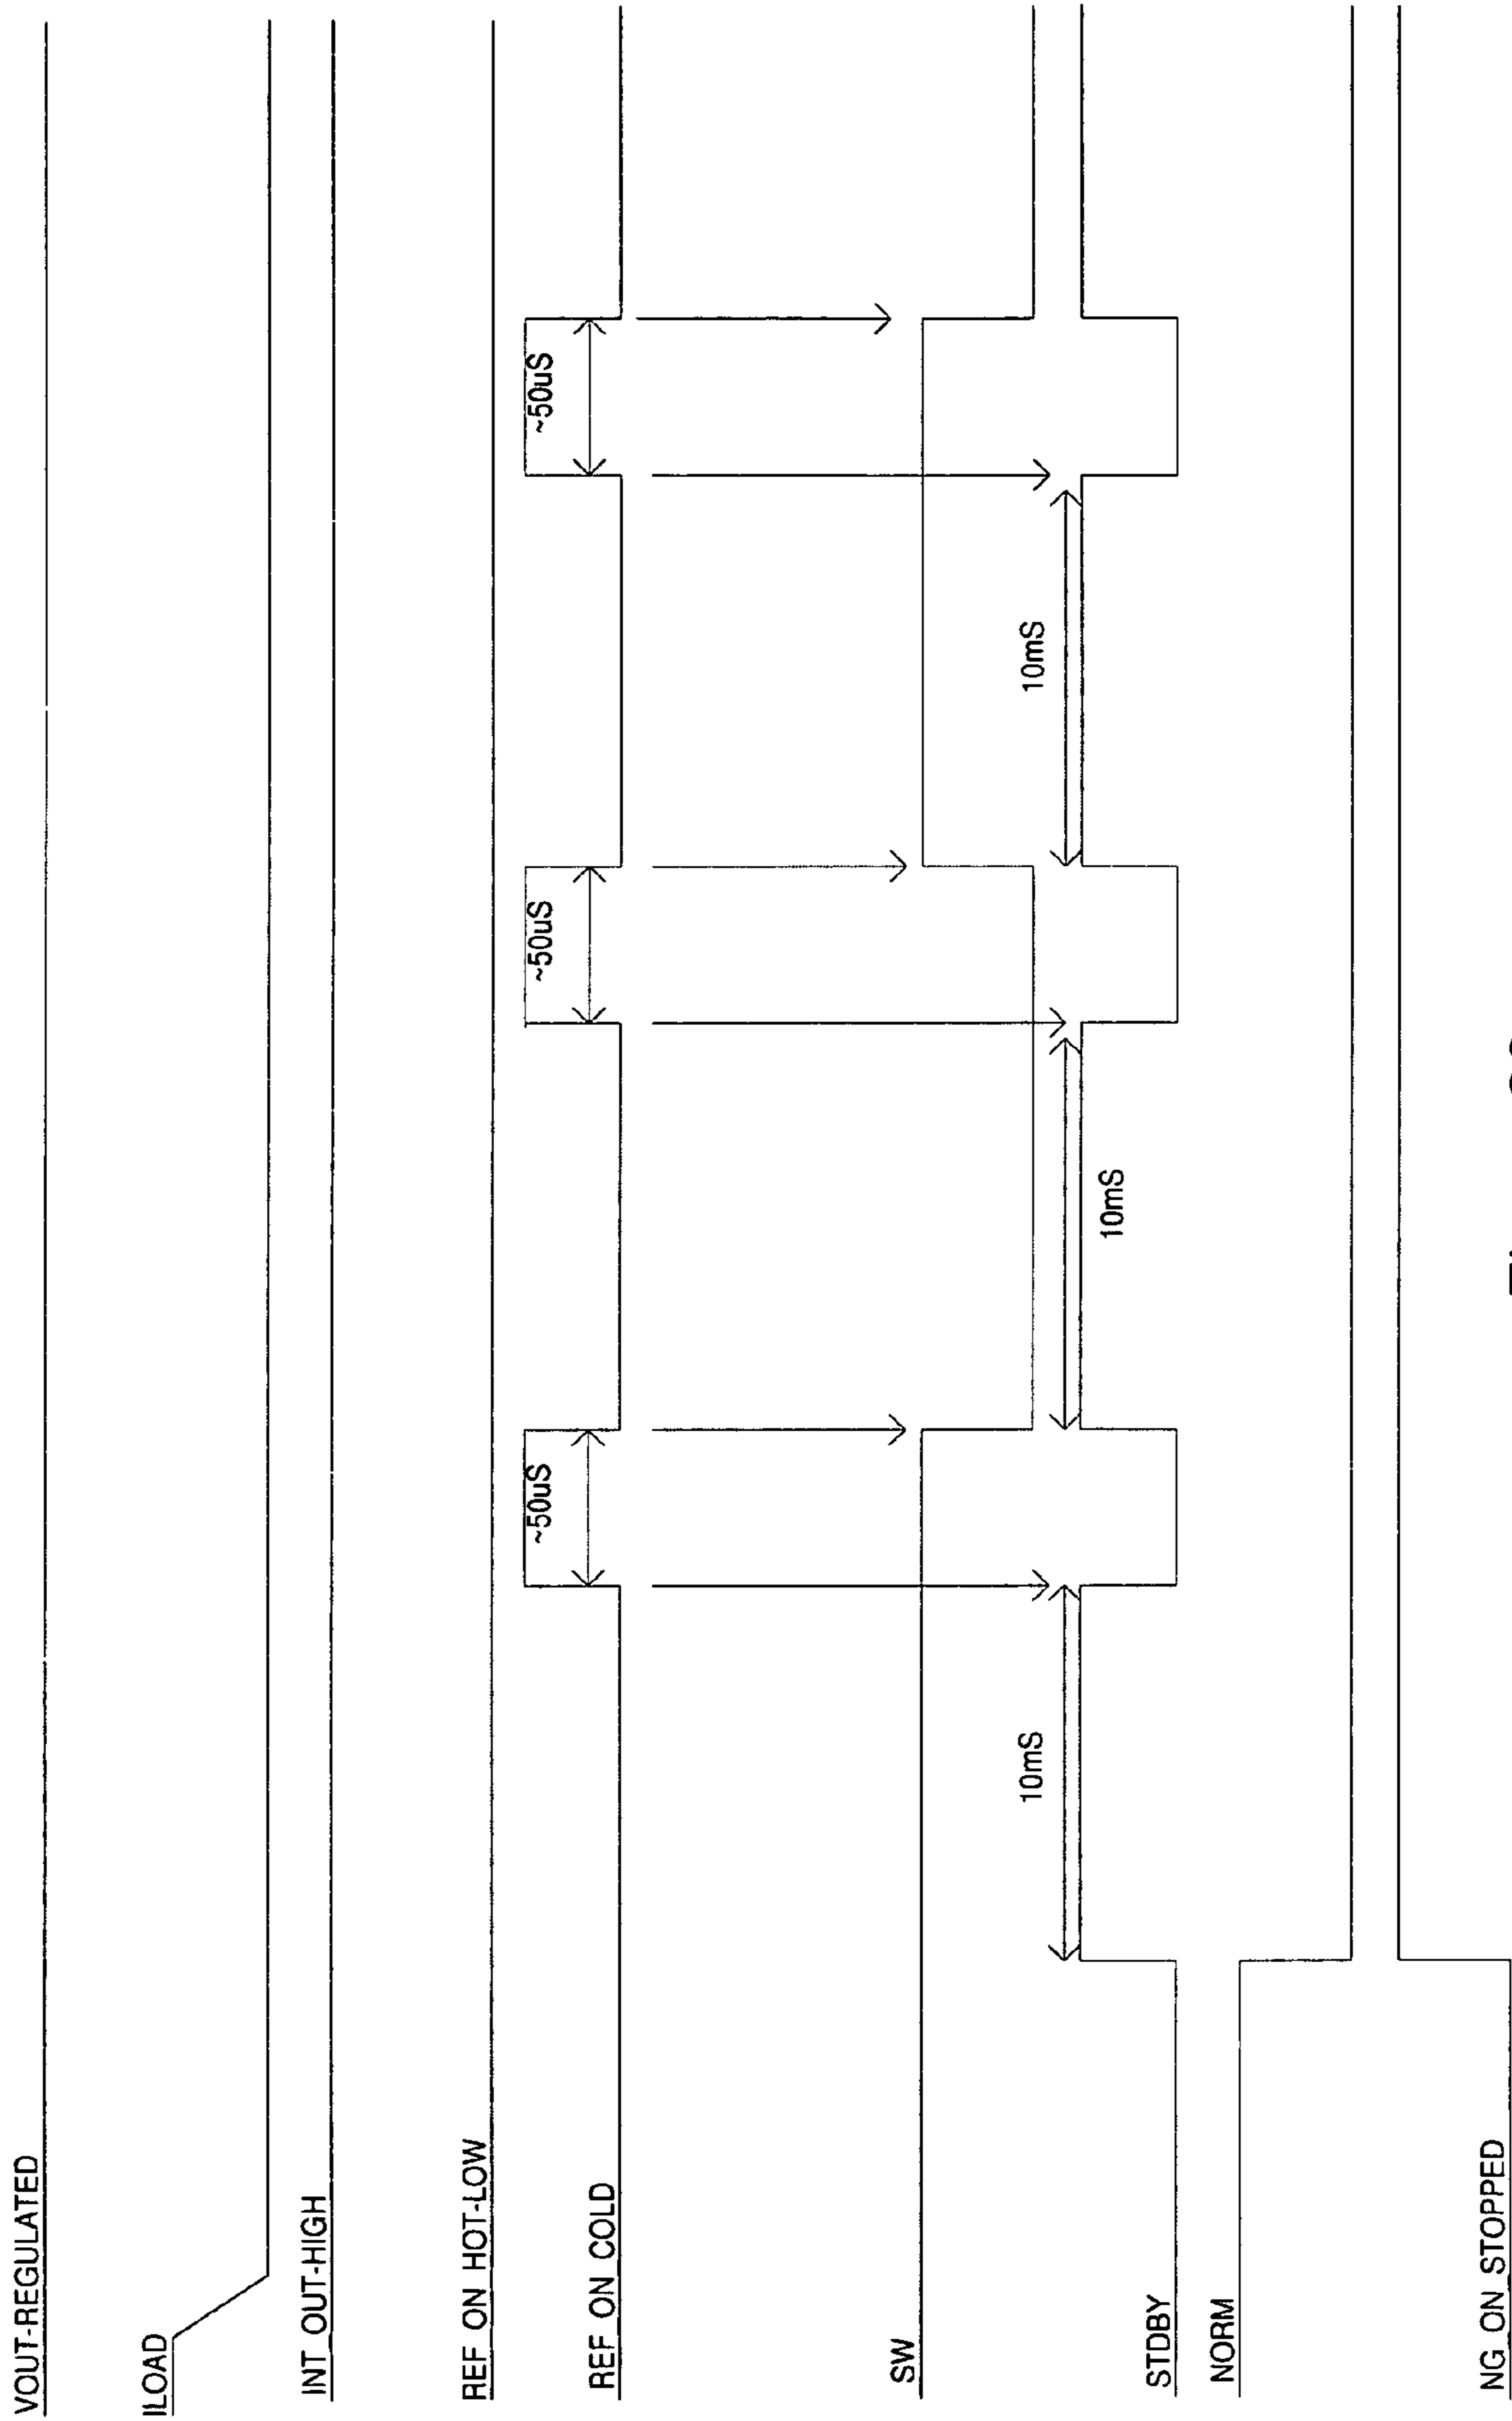 VOUT-REGULATED
ILOAD
INT OUT-HIGH
REF ON HOT-LOW
~50uS
~50uS
~50uS
REF ON COLD
SW
10mS
10mS
10mS
STDBY
NORM
NG ON STOPPED